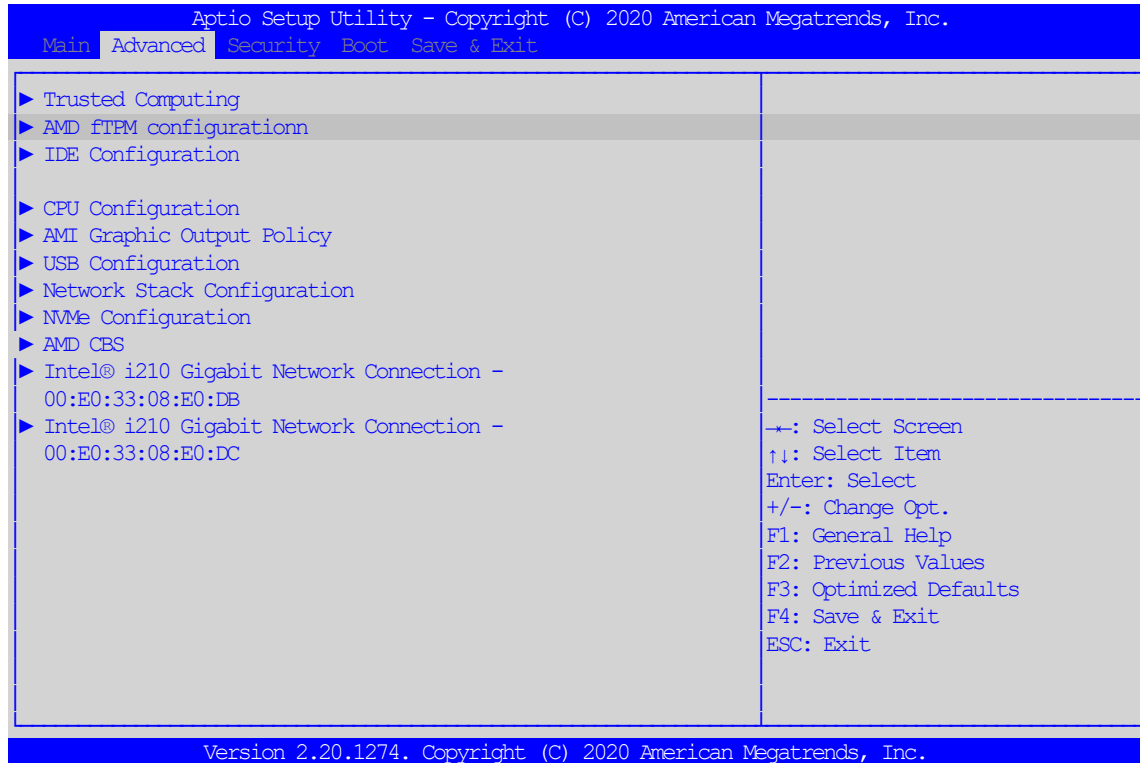 Aptio Setup Utility – Copyright (C) 2020 American Megatrends, Inc.
Main Advanced Security Boot Save & Exit
► Trusted Computing
► AMD fTPM configurationn
► IDE Configuration
► CPU Configuration
► AMI Graphic Output Policy
► USB Configuration
► Network Stack Configuration
► NVMe Configuration
► AMD CBS
► Intel® i210 Gigabit Network Connection –
00:E0:33:08:E0:DB
► Intel® i210 Gigabit Network Connection –
00:E0:33:08:E0:DC
→←: Select Screen
↑↓: Select Item
Enter: Select
+/-: Change Opt.
F1: General Help
F2: Previous Values
F3: Optimized Defaults
F4: Save & Exit
ESC: Exit
Version 2.20.1274. Copyright (C) 2020 American Megatrends, Inc.